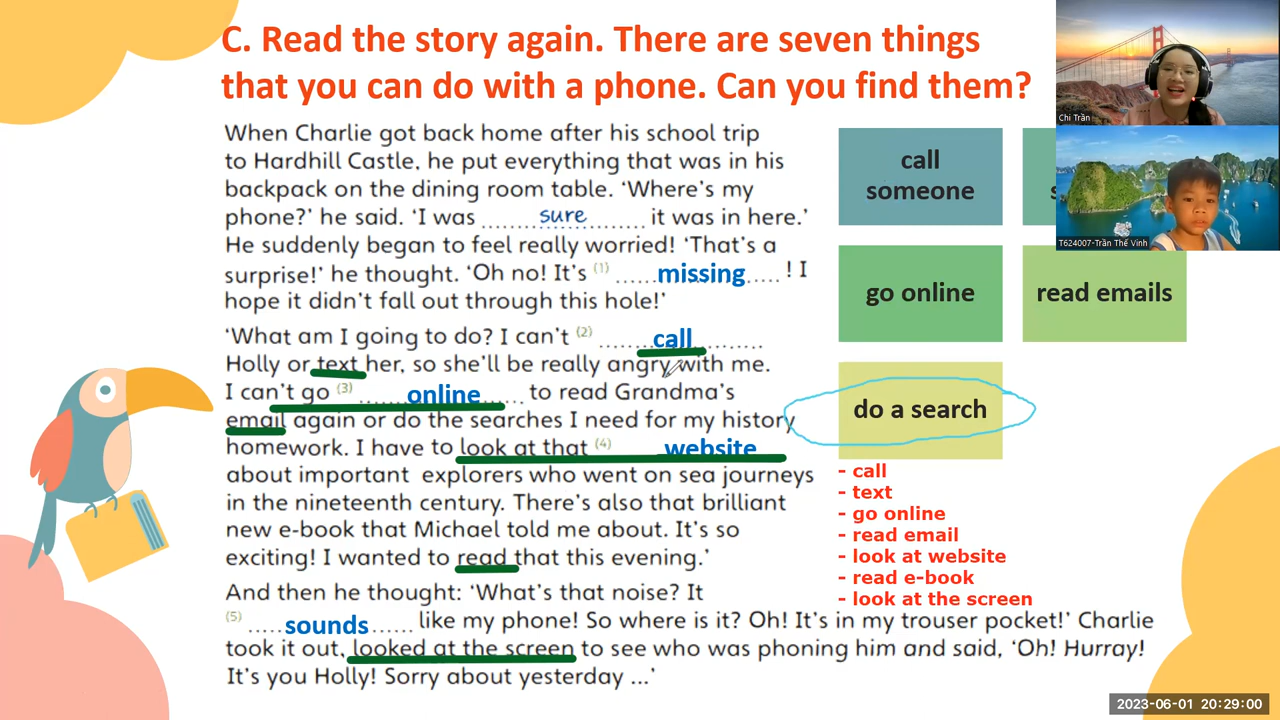 C. Read the story again. There are seven things
that you can do with a phone. Can you find them?
When Charlie got back home after his school trip
to Hardhill Castle, he put everything that was in his
backpack on the dining room table. ‘Where’s my
phone?’ he said. ‘I was sure it was in here.’
He suddenly began to feel really worried! ‘That’s a
surprise!’ he thought. ‘Oh no! It’s (1) missing ! I
hope it didn’t fall out through this hole!’
‘What am I going to do? I can’t (2) call
Holly or text her, so she’ll be really angry with me.
I can’t go (3) online to read Grandma’s
email again or do the searches I need for my history
homework. I have to look at that (4) website
about important explorers who went on sea journeys
in the nineteenth century. There’s also that brilliant
new e-book that Michael told me about. It’s so
exciting! I wanted to read that this evening.’
And then he thought: ‘What’s that noise? It
(5) sounds like my phone! So where is it? Oh! It’s in my trouser pocket!’ Charlie
took it out, looked at the screen to see who was phoning him and said, ‘Oh! Hurray!
It’s you Holly! Sorry about yesterday ...’
call
someone
go online
read emails
do a search
- call
- text
- go online
- read email
- look at website
- read e-book
- look at the screen
Chi Trần
T624007-Trần Thế Vinh
2023-06-01 20:29:00